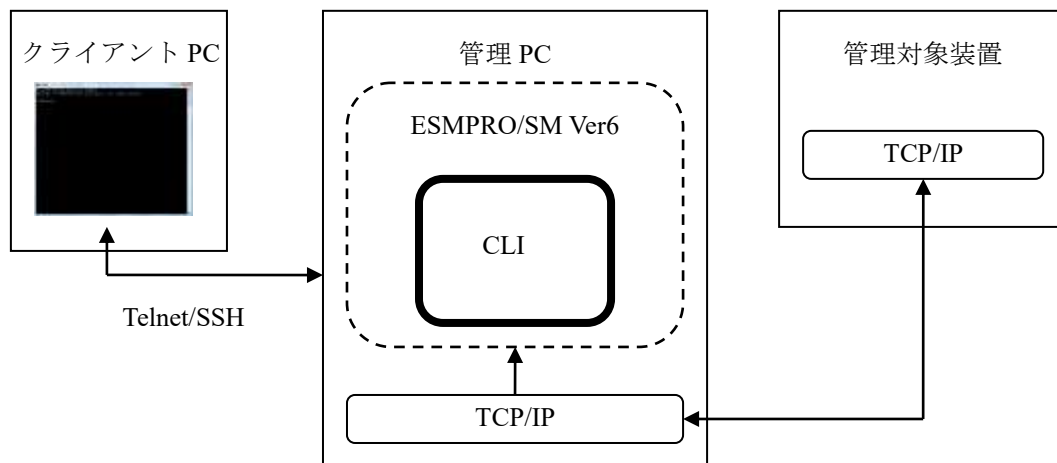 クライアント PC
管理 PC
ESMPRO/SM Ver6
CLI
TCP/IP
管理対象装置
TCP/IP
Telnet/SSH